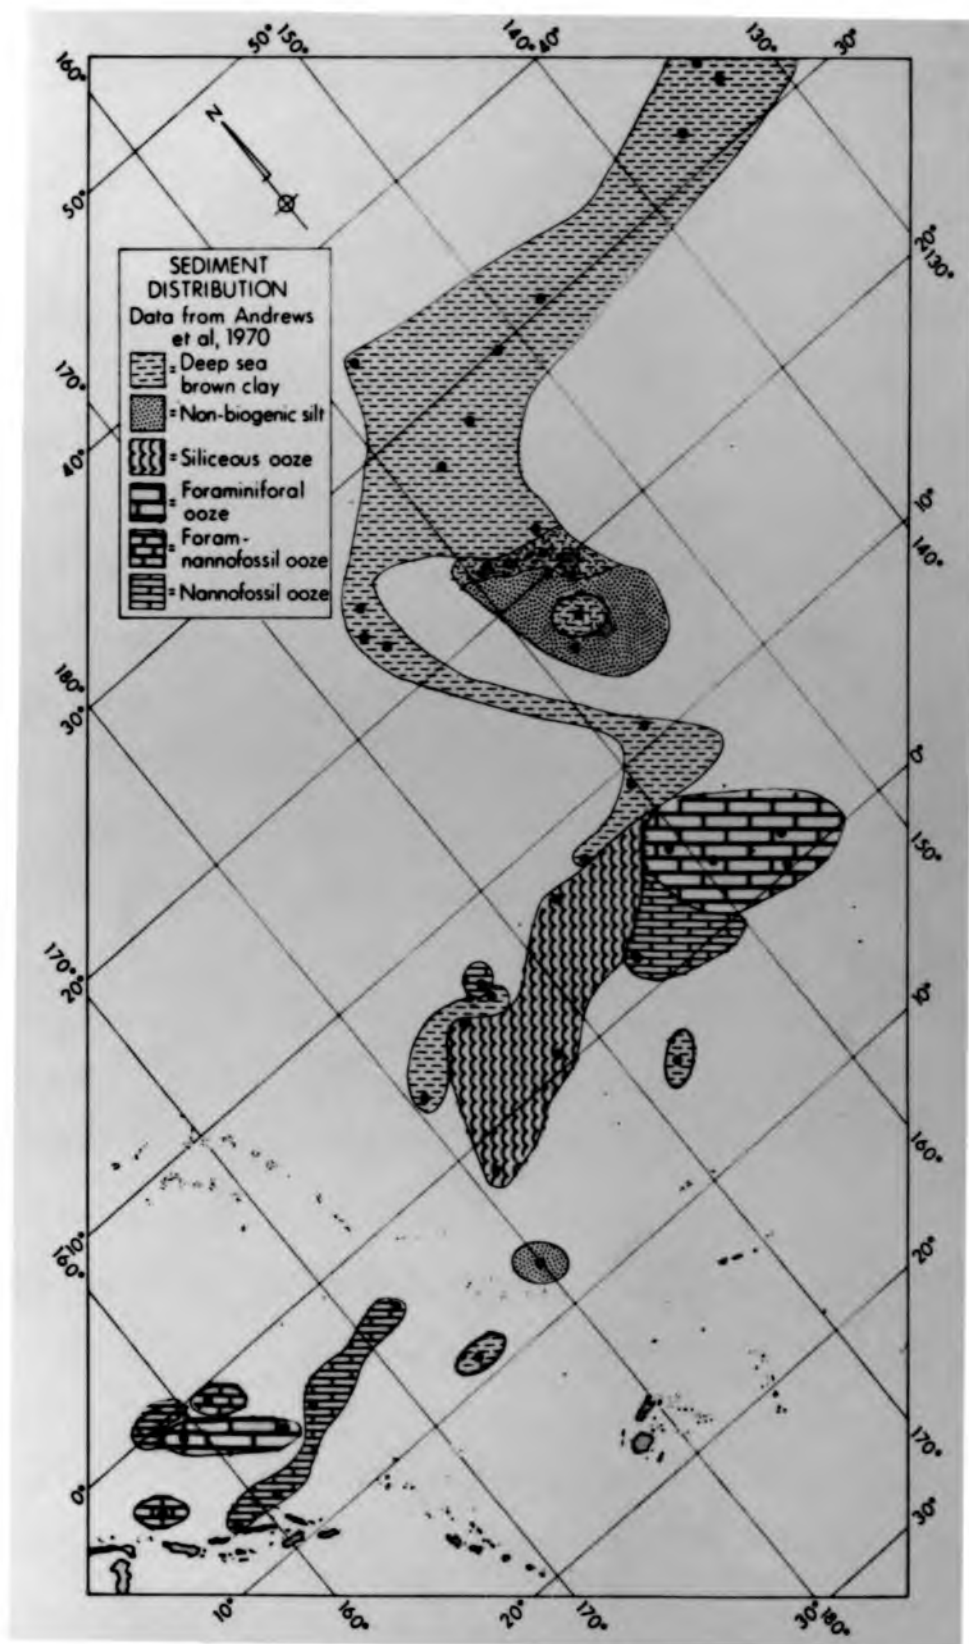 50° 150° 140° 40° 130° 30°
160°
N
50°
SEDIMENT
DISTRIBUTION
Data from Andrews
et al, 1970
= Deep sea
brown clay
= Non-biogenic silt
= Siliceous ooze
= Foraminiforal
ooze
= Foram-
nannofossil ooze
= Nannofossil ooze
20°
130°
170°
40°
10°
140°
180°
30°
0°
150°
170°
20°
10°
160°
10°
160°
20°
170°
0°
30°
10° 160° 20° 170° 30° 180°